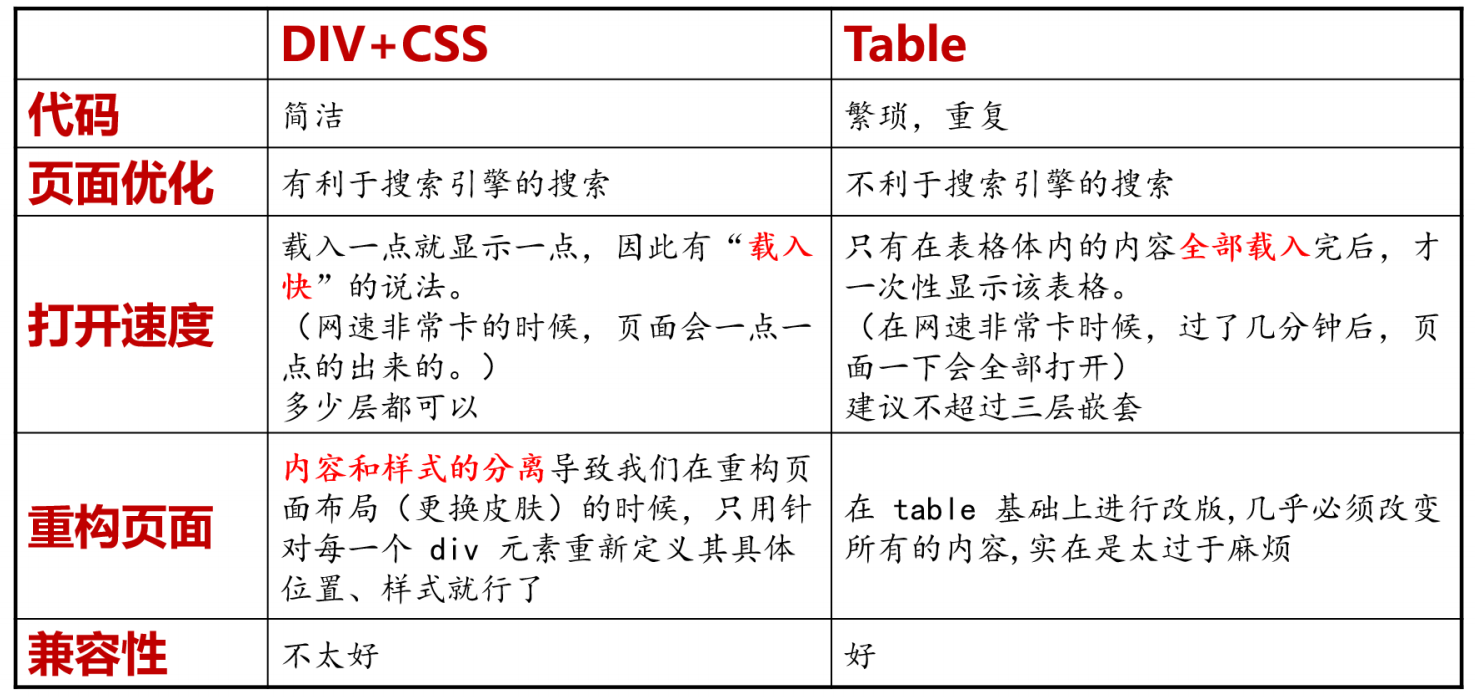 DIV+CSS
Table
代码
简洁
繁琐，重复
页面优化
有利于搜索引擎的搜索
不利于搜索引擎的搜索
打开速度
载入一点就显示一点，因此有“载入
快”的说法。
（网速非常卡的时候，页面会一点一
点的出来的。）
多少层都可以
只有在表格体内的内容全部载入完后，才
一次性显示该表格。
（在网速非常卡时候，过了几分钟后，页
面一下会全部打开）
建议不超过三层嵌套
重构页面
内容和样式的分离导致我们在重构页
面布局（更换皮肤）的时候，只用针
对每一个 div 元素重新定义其具体
位置、样式就行了
在 table 基础上进行改版,几乎必须改变
所有的内容,实在是太过于麻烦
兼容性
不太好
好